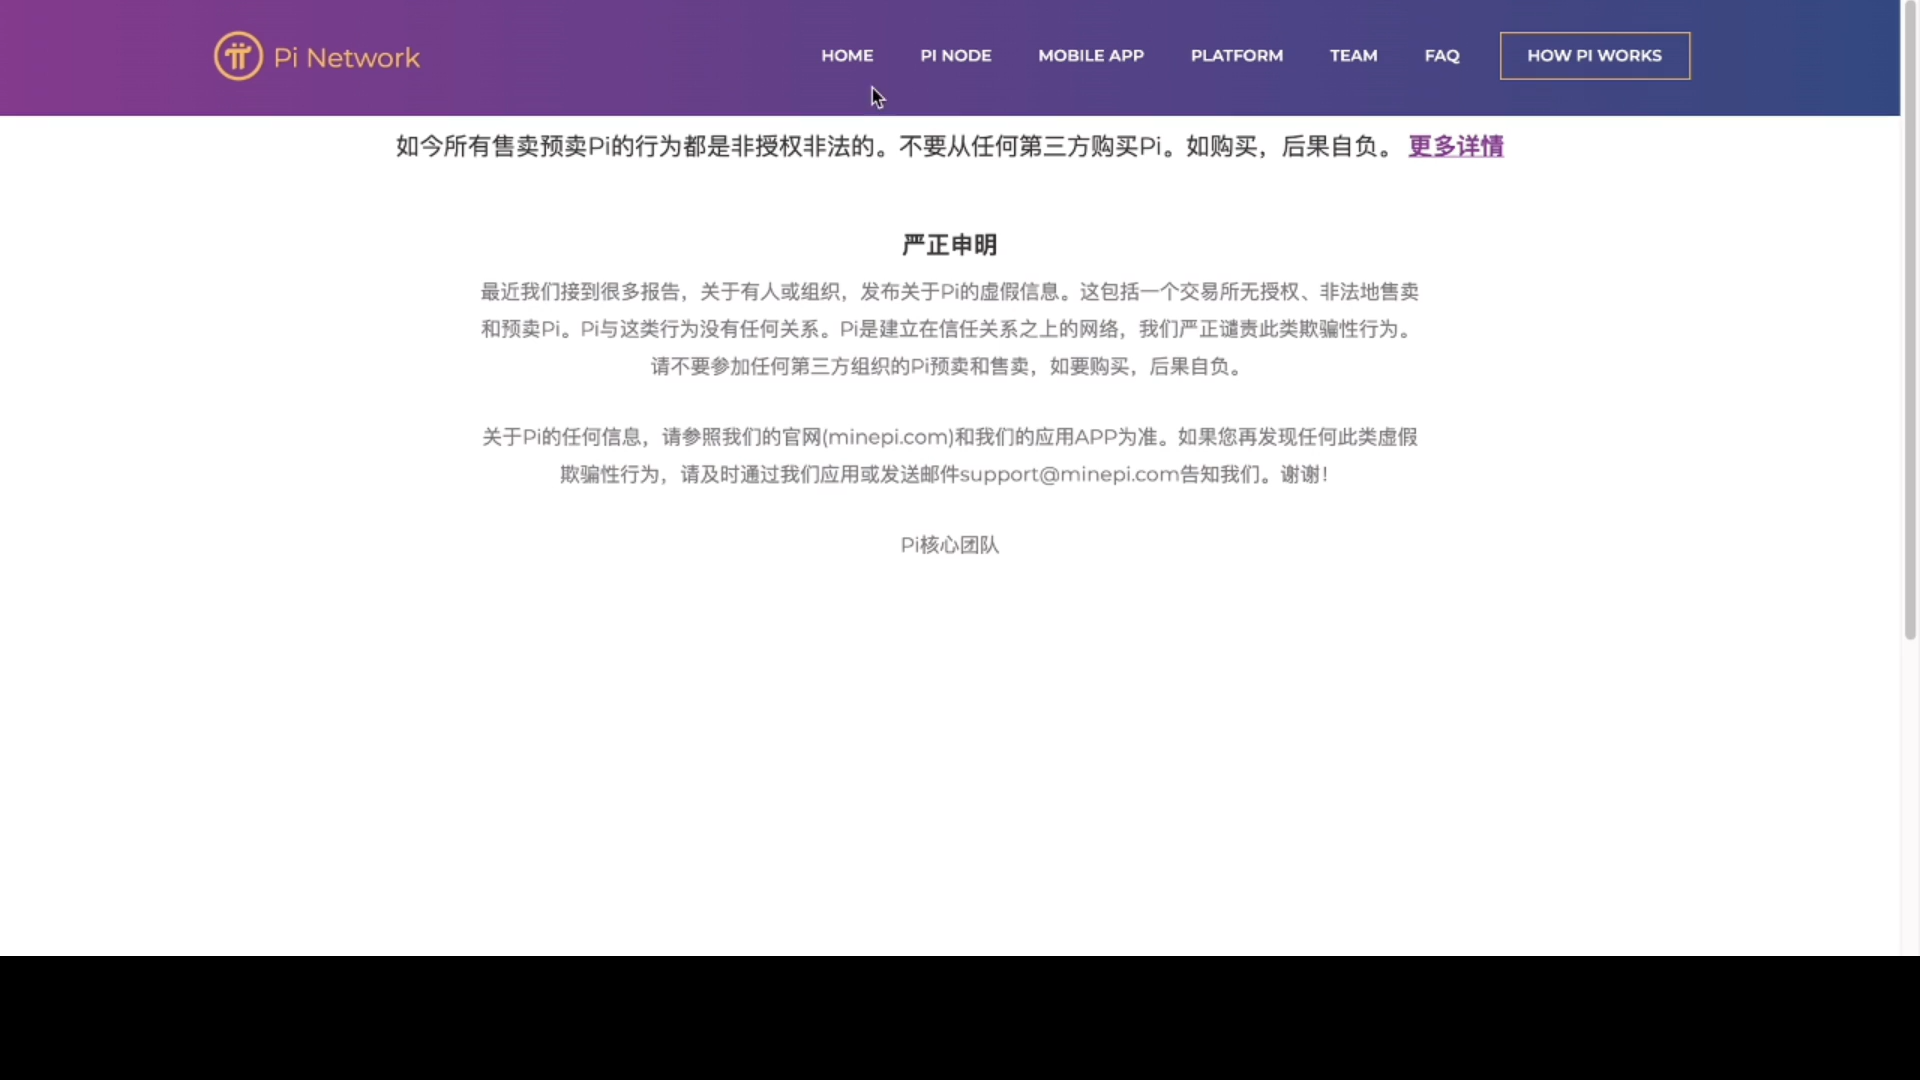 Pi Network
HOME PI NODE MOBILE APP PLATFORM TEAM FAQ HOW PI WORKS
如今所有售卖预卖Pi的行为都是非授权非法的。不要从任何第三方购买Pi。如购买，后果自负。 更多详情
严正申明
最近我们接到很多报告，关于有人或组织，发布关于Pi的虚假信息。这包括一个交易所无授权、非法地售卖
和预卖Pi。Pi与这类行为没有任何关系。Pi是建立在信任关系之上的网络，我们严正谴责此类欺骗性行为。
请不要参加任何第三方组织的Pi预卖和售卖，如要购买，后果自负。
关于Pi的任何信息，请参照我们的官网(minepi.com)和我们的应用APP为准。如果您再发现任何此类虚假
欺骗性行为，请及时通过我们应用或发送邮件support@minepi.com告知我们。谢谢！
Pi核心团队